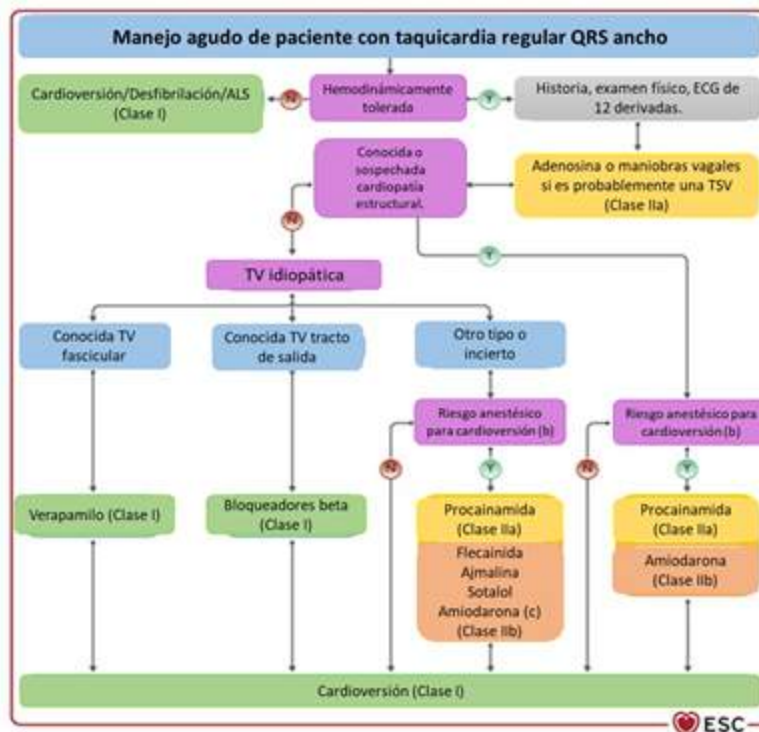 Manejo agudo de paciente con taquicardia regular QRS ancho
Cardioversión/Desfibrilación/ALS
(Clase I)
N
Hemodinámicamente
tolerada
Y
Historia, examen físico, ECG de
12 derivadas.
Conocida o
sospechada
cardiopatía
estructural.
Adenosina o maniobras vagales
si es probablemente una TSV
(Clase IIa)
N
Y
TV idiopática
Conocida TV
fascicular
Conocida TV tracto
de salida
Otro tipo o
incierto
Riesgo anestésico
para cardioversión (b)
Riesgo anestésico para
cardioversión (b)
N
Y
N
Y
Verapamilo (Clase I)
Bloqueadores beta
(Clase I)
Procainamida
(Clase IIa)
Flecainida
Ajmalina
Sotalol
Amiodarona (c)
(Clase IIb)
Procainamida
(Clase IIa)
Amiodarona
(Clase IIb)
Cardioversión (Clase I)
ESC